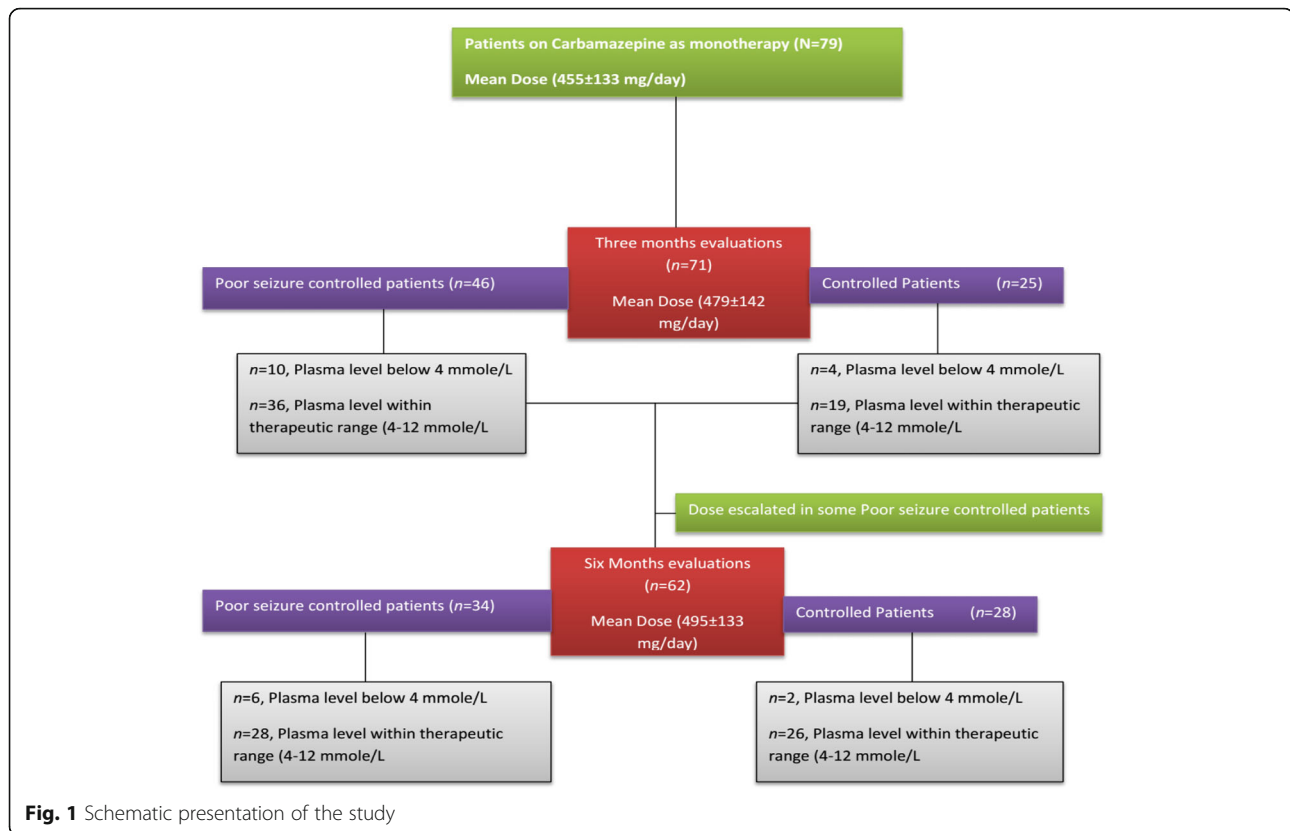 Patients on Carbamazepine as monotherapy (N=79)
Mean Dose (455±133 mg/day)
Three months evaluations
(n=71)
Mean Dose (479±142
mg/day)
Poor seizure controlled patients (n=46)
Controlled Patients (n=25)
n=10, Plasma level below 4 mmole/L
n=36, Plasma level within
therapeutic range (4-12 mmole/L
n=4, Plasma level below 4 mmole/L
n=19, Plasma level within therapeutic
range (4-12 mmole/L
Dose escalated in some Poor seizure controlled patients
Six Months evaluations
(n=62)
Mean Dose (495±133
mg/day)
Poor seizure controlled patients (n=34)
Controlled Patients (n=28)
n=6, Plasma level below 4 mmole/L
n=28, Plasma level within therapeutic
range (4-12 mmole/L
n=2, Plasma level below 4 mmole/L
n=26, Plasma level within therapeutic
range (4-12 mmole/L
Fig. 1 Schematic presentation of the study